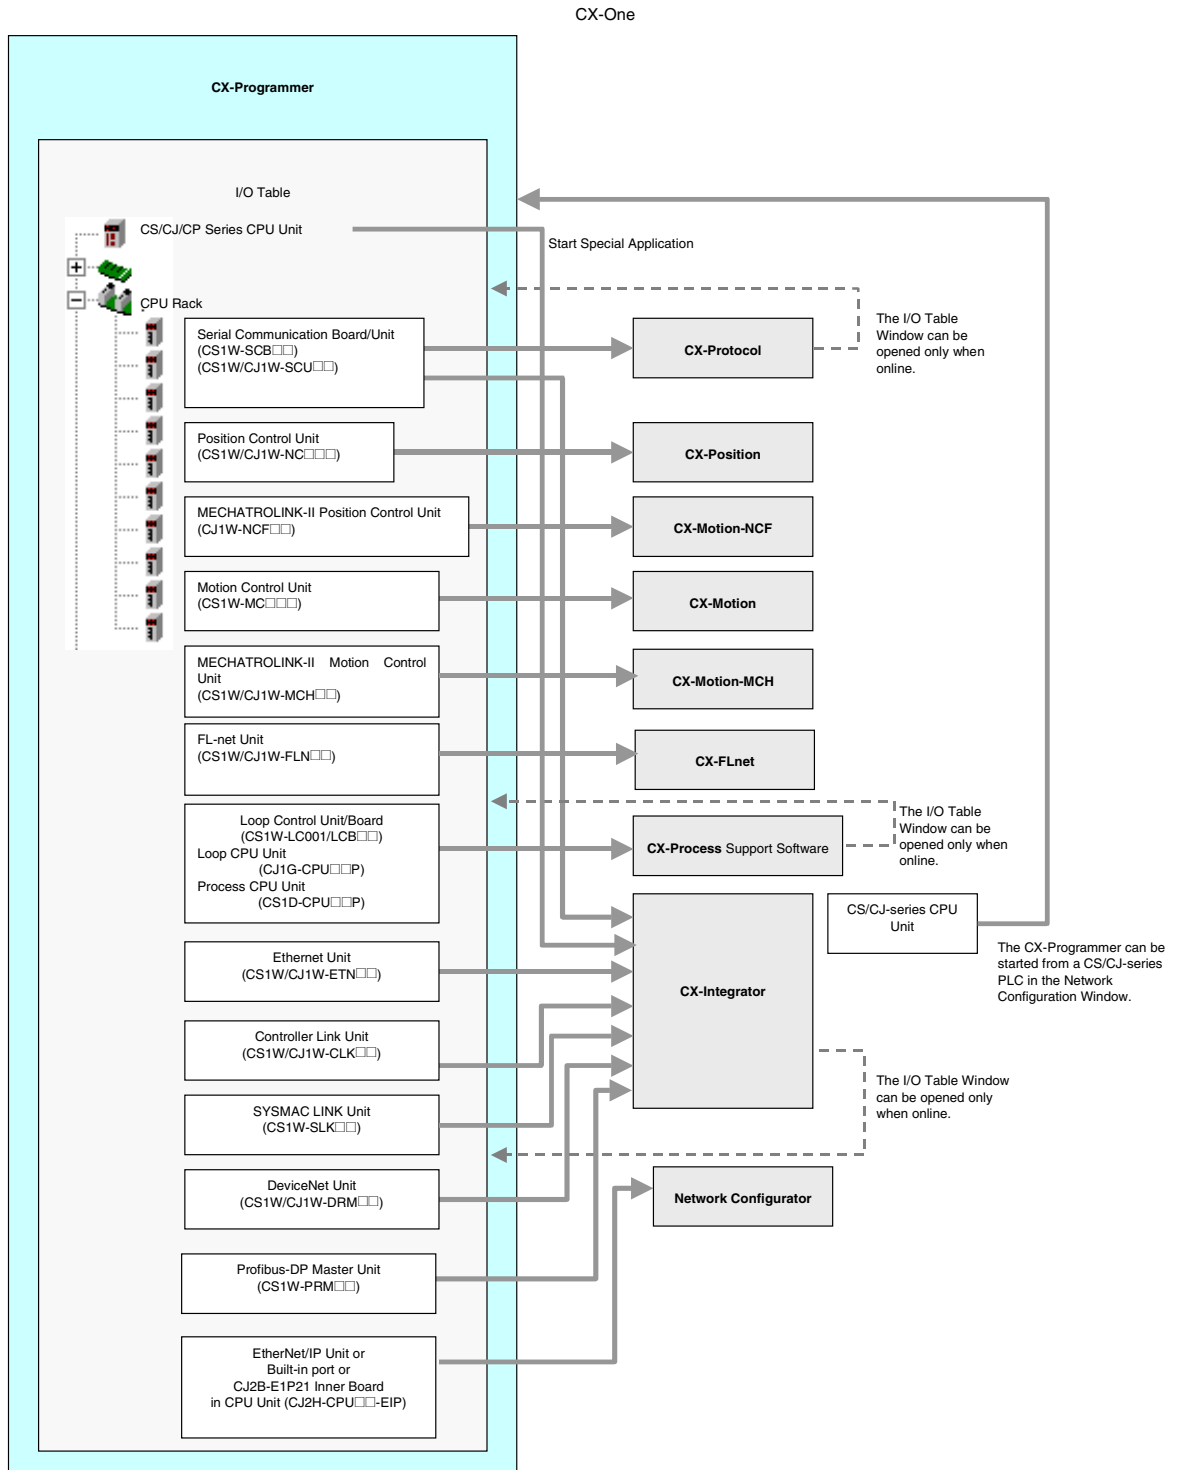 CX-One
CX-Programmer
I/O Table
CS/CJ/CP Series CPU Unit
Start Special Application
CPU Rack
Serial Communication Board/Unit
(CS1W-SCB□□)
(CS1W/CJ1W-SCU□□)
CX-Protocol
The I/O Table
Window can be
opened only when
online.
Position Control Unit
(CS1W/CJ1W-NC□□□)
CX-Position
MECHATROLINK-II Position Control Unit
(CJ1W-NCF□□)
CX-Motion-NCF
Motion Control Unit
(CS1W-MC□□□)
CX-Motion
MECHATROLINK-II Motion Control
Unit
(CS1W/CJ1W-MCH□□)
CX-Motion-MCH
FL-net Unit
(CS1W/CJ1W-FLN□□)
CX-FLnet
Loop Control Unit/Board
(CS1W-LC001/LCB□□)
Loop CPU Unit
(CJ1G-CPU□□P)
Process CPU Unit
(CS1D-CPU□□P)
CX-Process Support Software
The I/O Table
Window can be
opened only when
online.
CS/CJ-series CPU
Unit
The CX-Programmer can be
started from a CS/CJ-series
PLC in the Network
Configuration Window.
Ethernet Unit
(CS1W/CJ1W-ETN□□)
CX-Integrator
Controller Link Unit
(CS1W/CJ1W-CLK□□)
The I/O Table Window
can be opened only
when online.
SYSMAC LINK Unit
(CS1W-SLK□□)
DeviceNet Unit
(CS1W/CJ1W-DRM□□)
Network Configurator
Profibus-DP Master Unit
(CS1W-PRM□□)
EtherNet/IP Unit or
Built-in port or
CJ2B-E1P21 Inner Board
in CPU Unit (CJ2H-CPU□□-EIP)